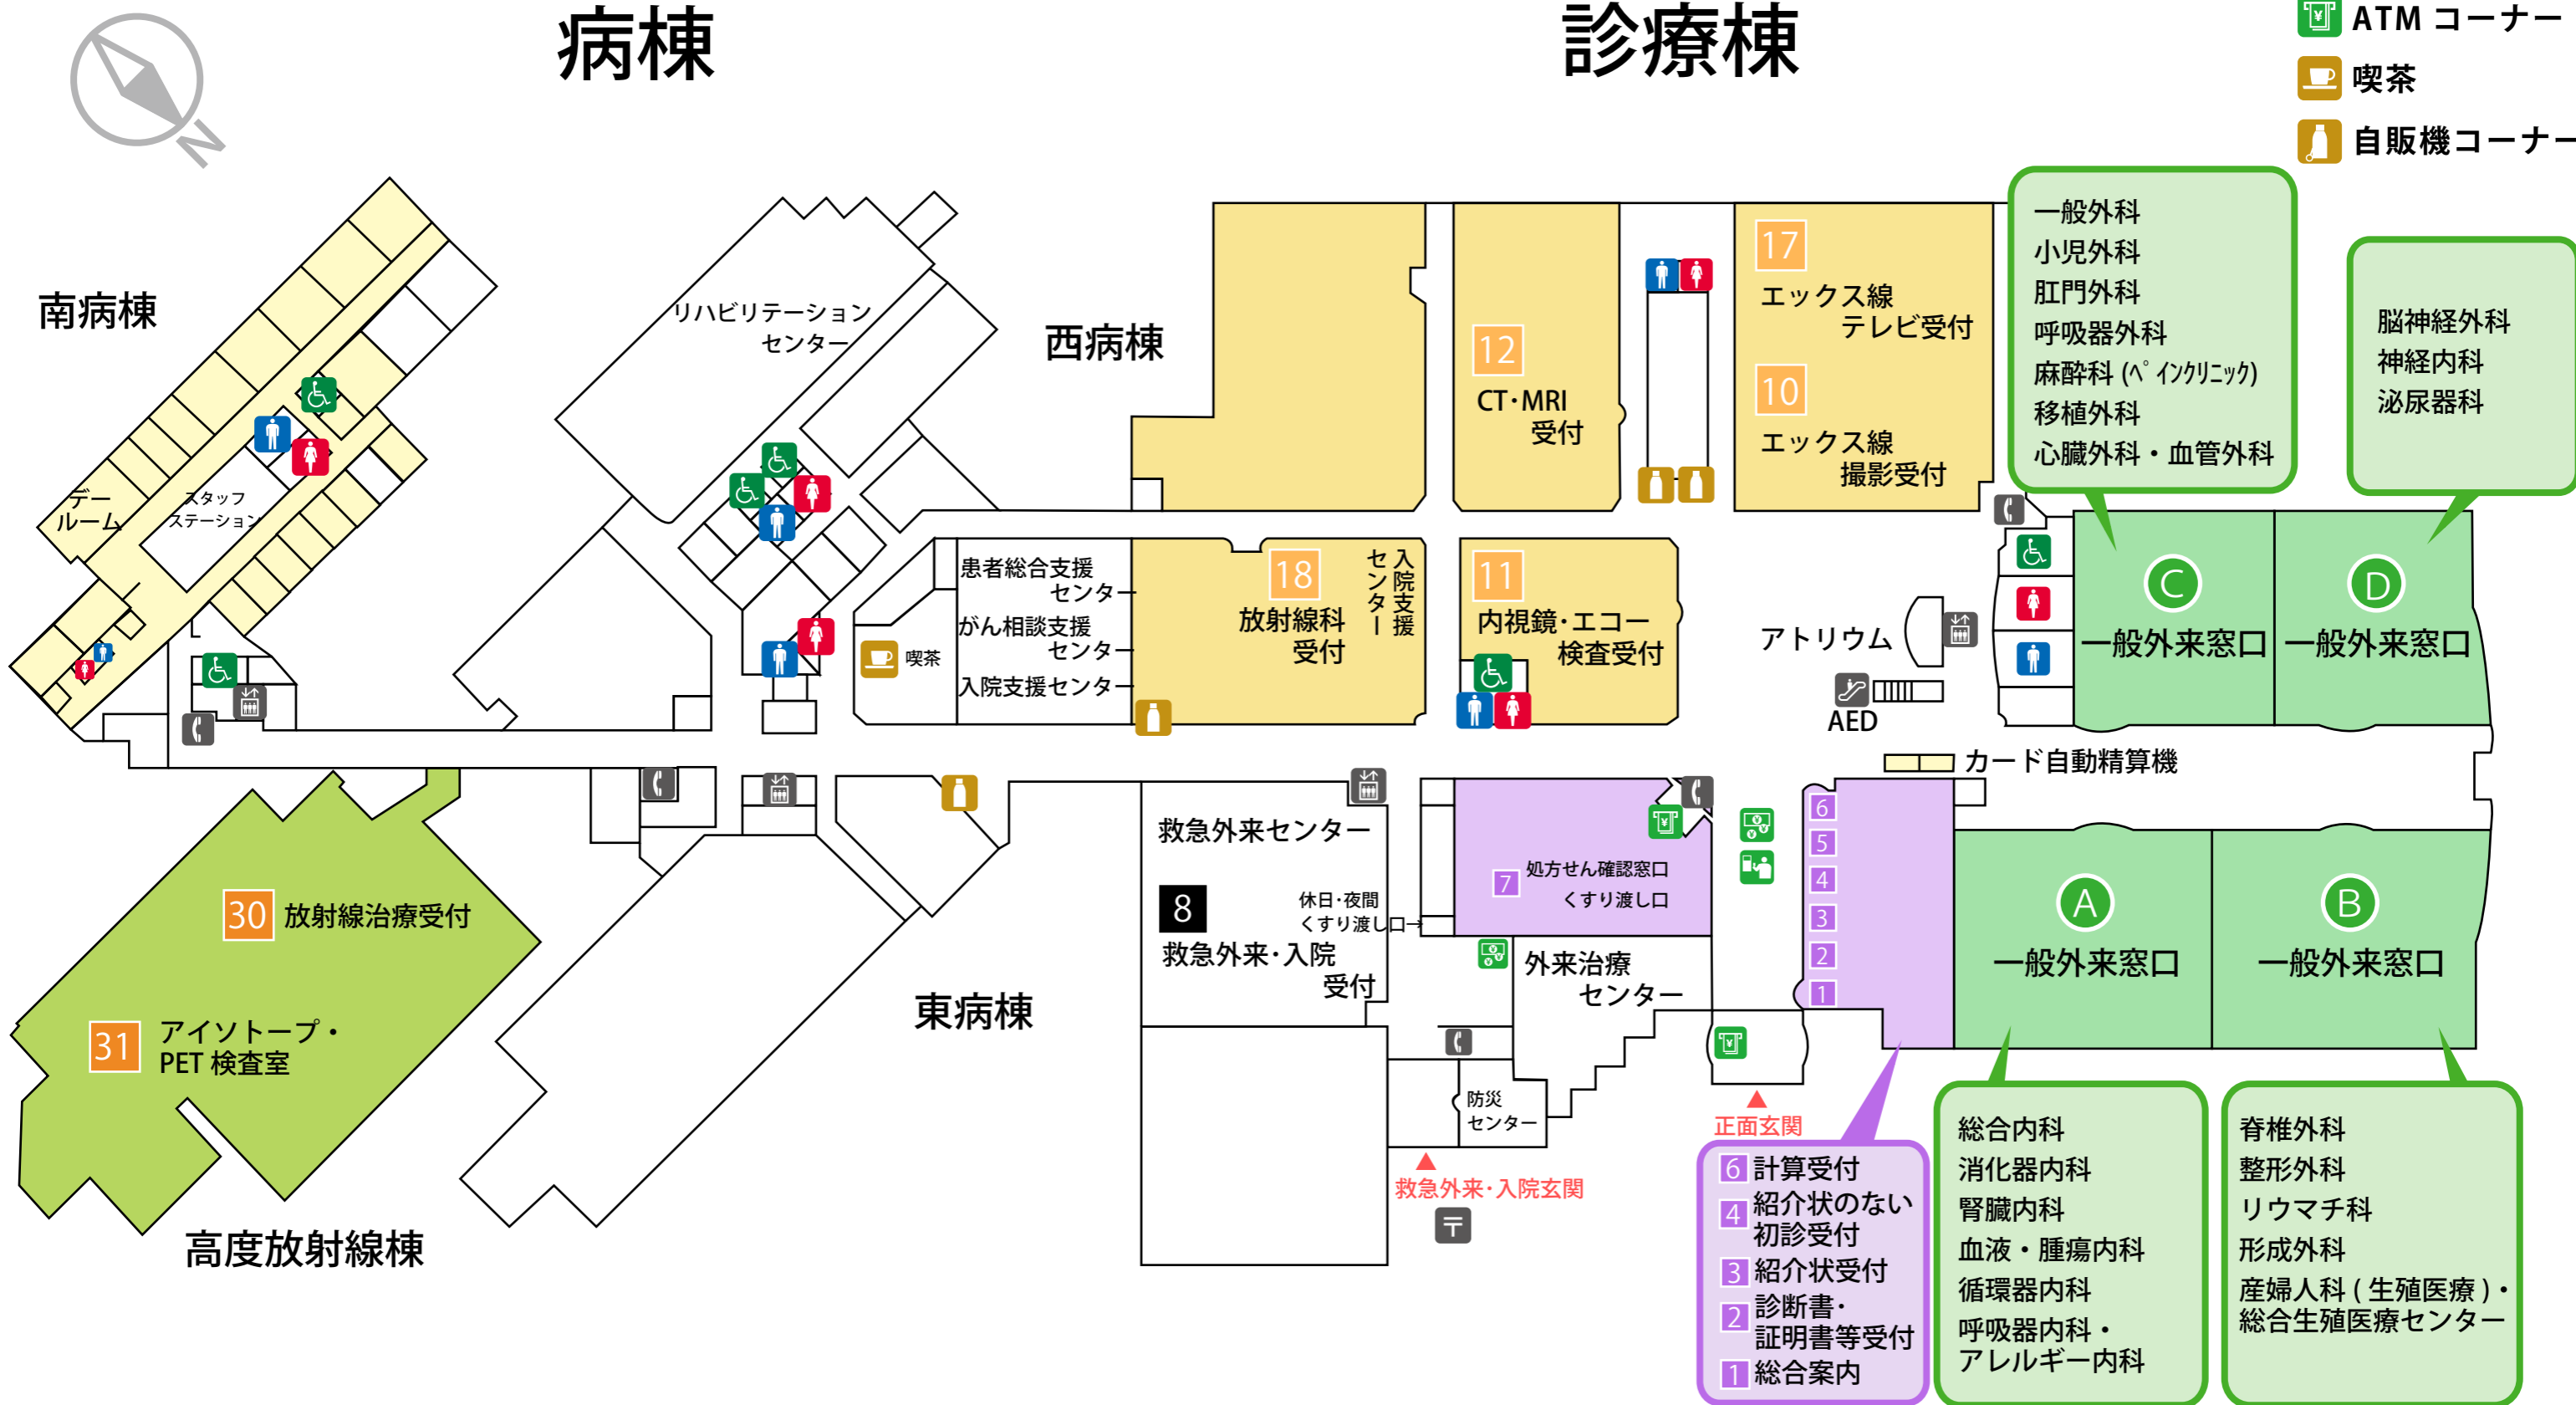 病棟
診療棟
ATM コーナー
喫茶
自販機コーナー
N
南病棟
デー
ルーム
スタッフ
ステーション
リハビリテーション
センター
西病棟
12
CT・MRI
受付
17
エックス線
テレビ受付
10
エックス線
撮影受付
一般外科
小児外科
肛門外科
呼吸器外科
麻酔科 (ペインクリニック)
移植外科
心臓外科・血管外科
脳神経外科
神経内科
泌尿器科
喫茶
患者総合支援
センター
がん相談支援
センター
入院支援センター
18
放射線科
受付
入院支援
センター
11
内視鏡・エコー
検査受付
アトリウム
AED
C
一般外来窓口
D
一般外来窓口
カード自動精算機
30
放射線治療受付
31
アイソトープ・
PET 検査室
高度放射線棟
東病棟
救急外来センター
8
救急外来・入院
受付
休日・夜間
くすり渡し口→
7
処方せん確認窓口
くすり渡し口
外来治療
センター
防災
センター
救急外来・入院玄関
〒
正面玄関
6
5
4
3
2
1
A
一般外来窓口
B
一般外来窓口
6 計算受付
4 紹介状のない
初診受付
3 紹介状受付
2 診断書・
証明書等受付
1 総合案内
総合内科
消化器内科
腎臓内科
血液・腫瘍内科
循環器内科
呼吸器内科・
アレルギー内科
脊椎外科
整形外科
リウマチ科
形成外科
産婦人科 ( 生殖医療 )・
総合生殖医療センター